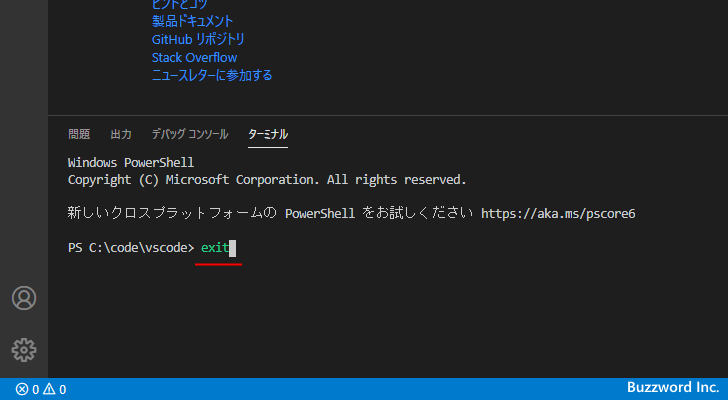 ヒントとコツ
製品ドキュメント
GitHub リポジトリ
Stack Overflow
ニュースレターに参加する
問題 出力 デバッグ コンソール ターミナル
Windows PowerShell
Copyright (C) Microsoft Corporation. All rights reserved.
新しいクロスプラットフォームの PowerShell をお試しください https://aka.ms/pscore6
PS C:\code\vscode> exit
0 0 Buzzword Inc.